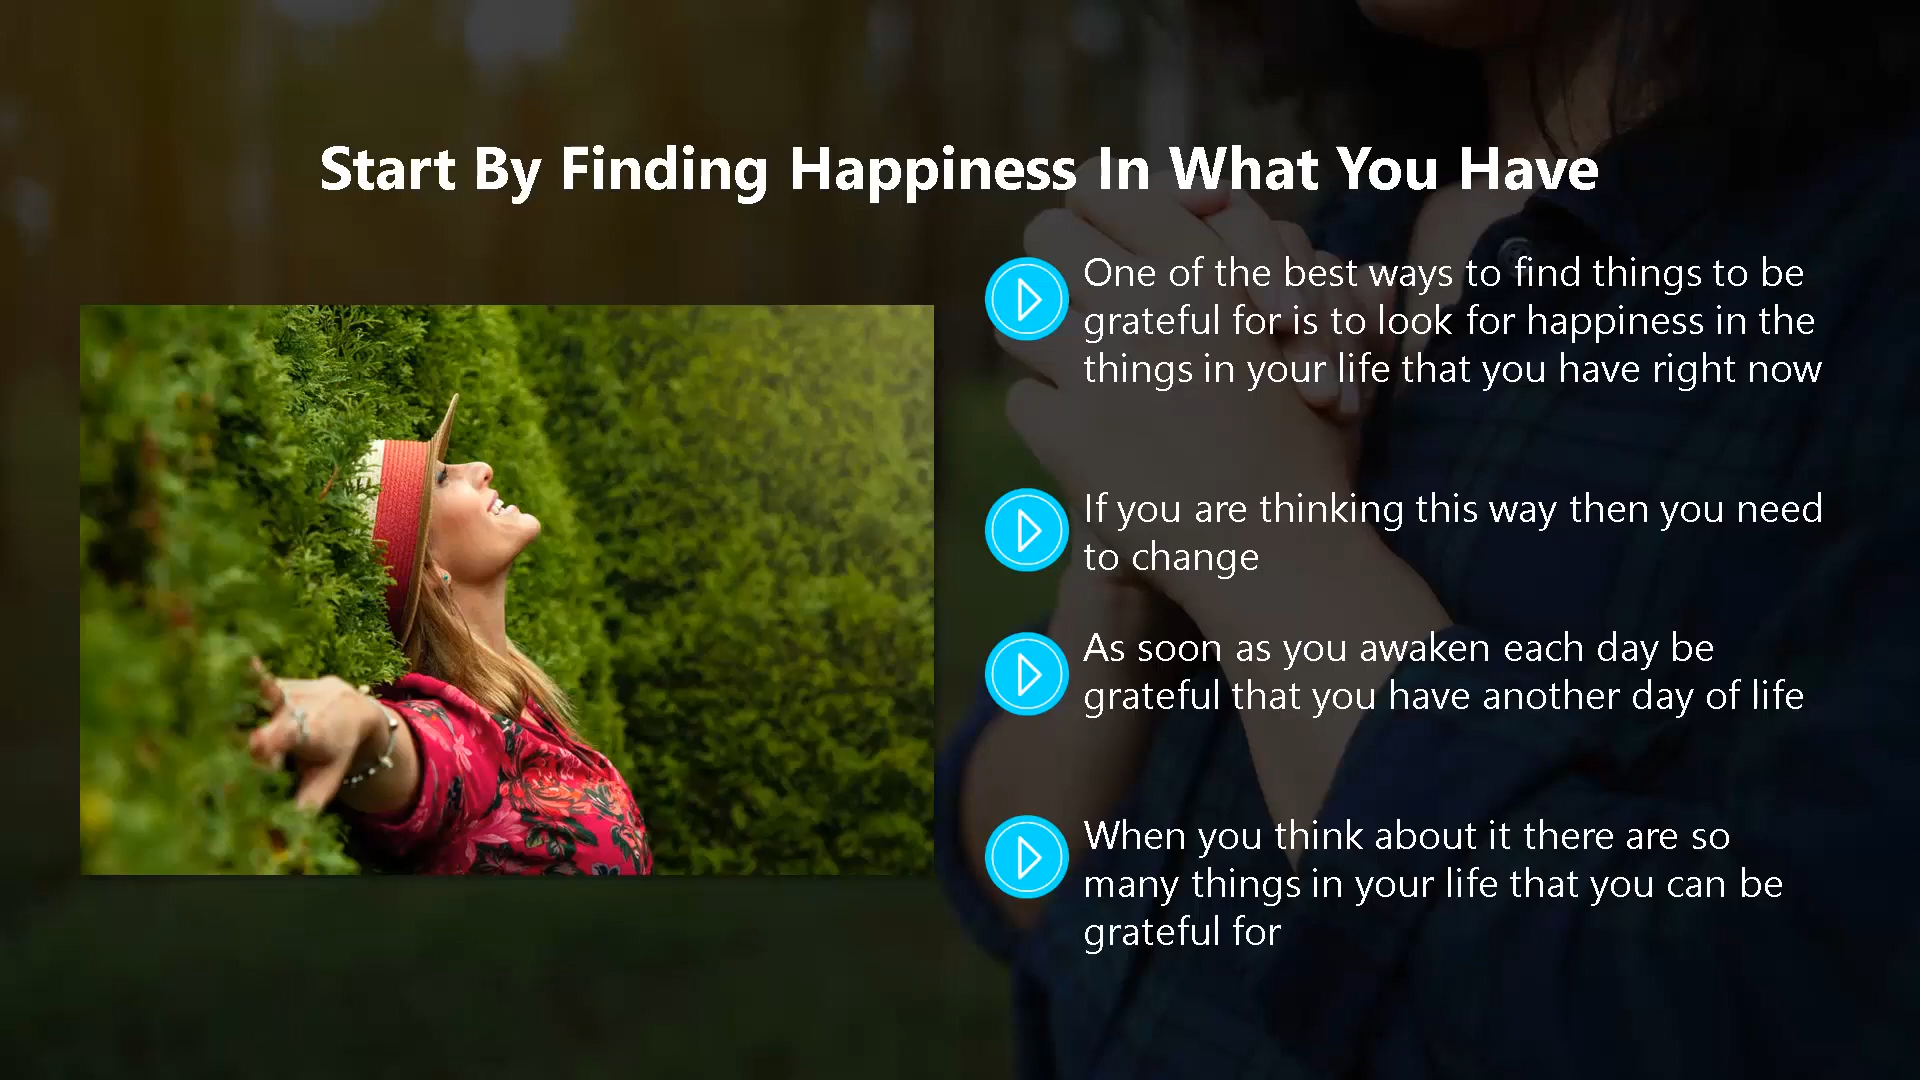 Start By Finding Happiness In What You Have
One of the best ways to find things to be
grateful for is to look for happiness in the
things in your life that you have right now
If you are thinking this way then you need
to change
As soon as you awaken each day be
grateful that you have another day of life
When you think about it there are so
many things in your life that you can be
grateful for